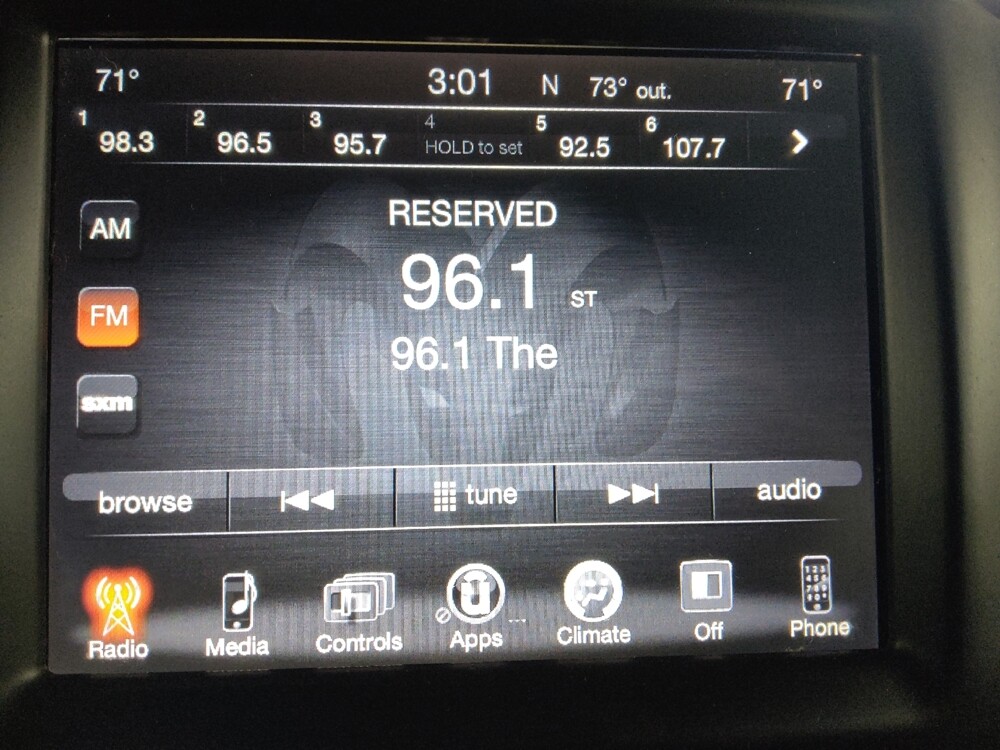 71° 3:01 N 73° out. 71°
1 98.3 2 96.5 3 95.7 4 HOLD to set 5 92.5 6 107.7
AM
RESERVED
96.1 ST
FM
96.1 The
sxm
browse tune audio
Radio Media Controls Apps ... Climate Off Phone